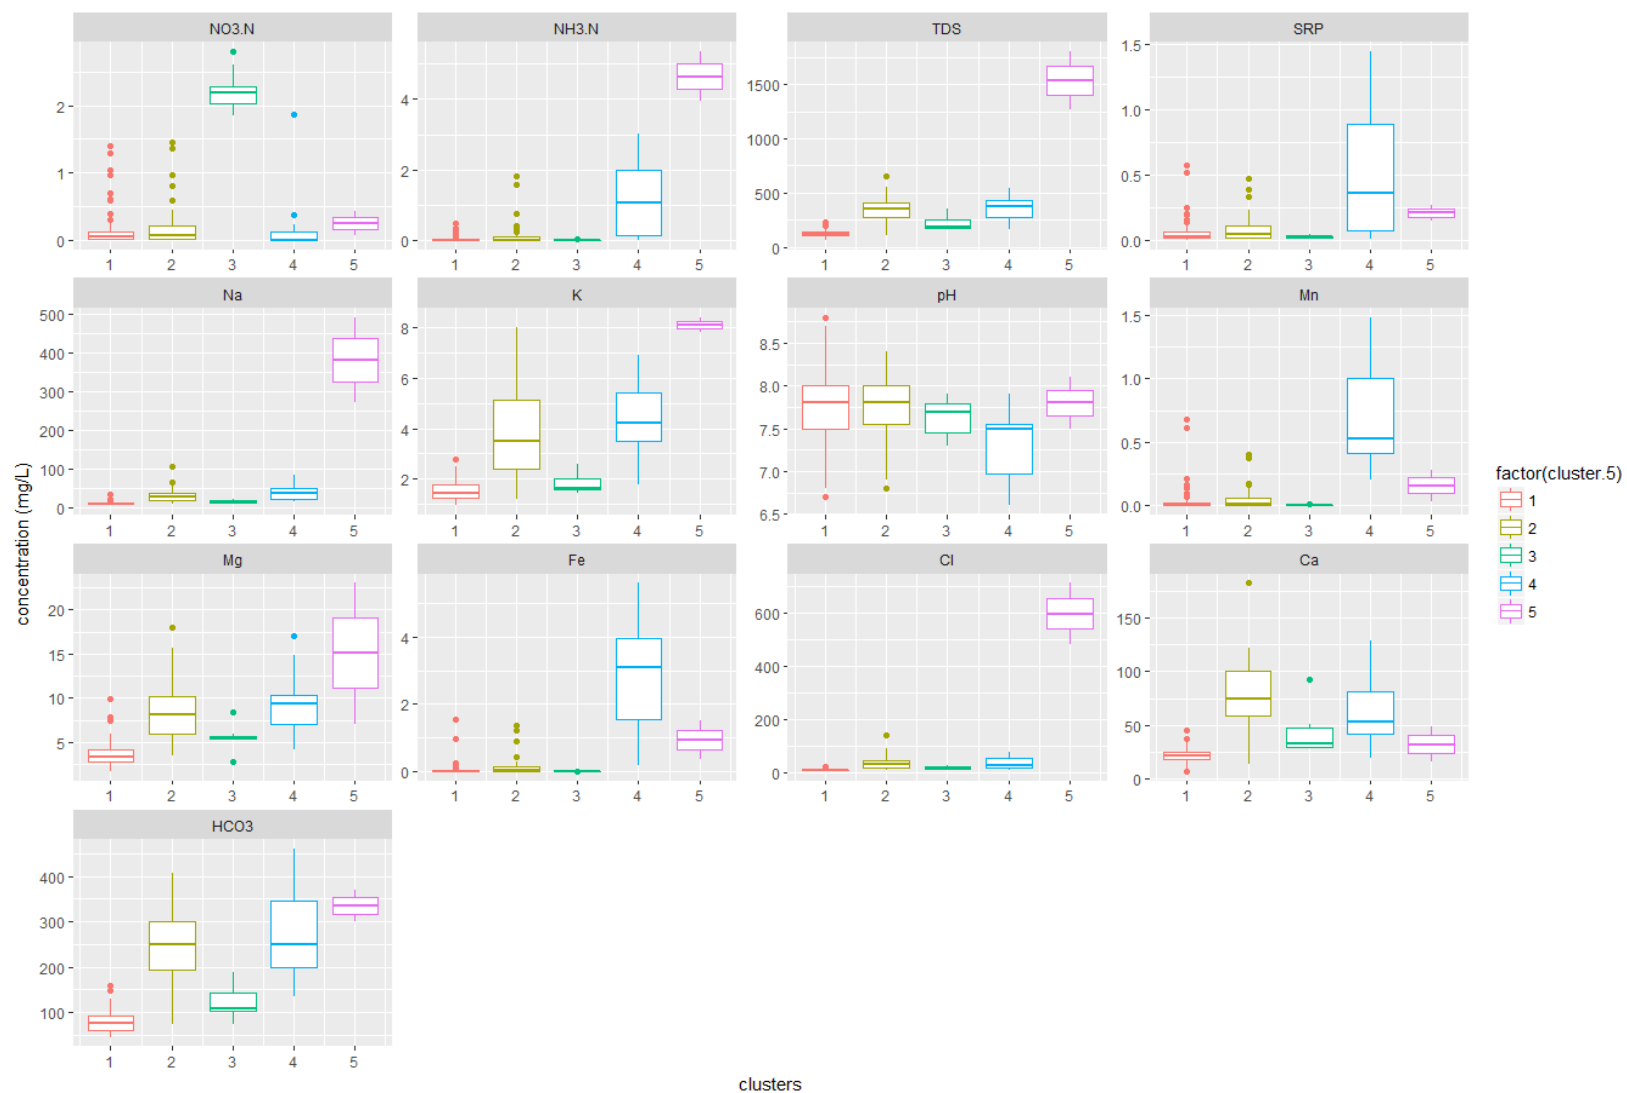 NO3.N NH3.N TDS SRP
2 1 0
4 2 0
1500 1000 500 0
1.5 1.0 0.5 0.0
1 2 3 4 5 1 2 3 4 5 1 2 3 4 5 1 2 3 4 5
Na K pH Mn
500 400 300 200 100 0
8 6 4 2
8.5 8.0 7.5 7.0 6.5
1.5 1.0 0.5 0.0
1 2 3 4 5 1 2 3 4 5 1 2 3 4 5 1 2 3 4 5
Mg Fe Cl Ca
20 15 10 5
4 2 0
600 400 200 0
150 100 50 0
1 2 3 4 5 1 2 3 4 5 1 2 3 4 5 1 2 3 4 5
HCO3
400 300 200 100
1 2 3 4 5
concentration (mg/L)
clusters
factor(cluster.5)
1
2
3
4
5